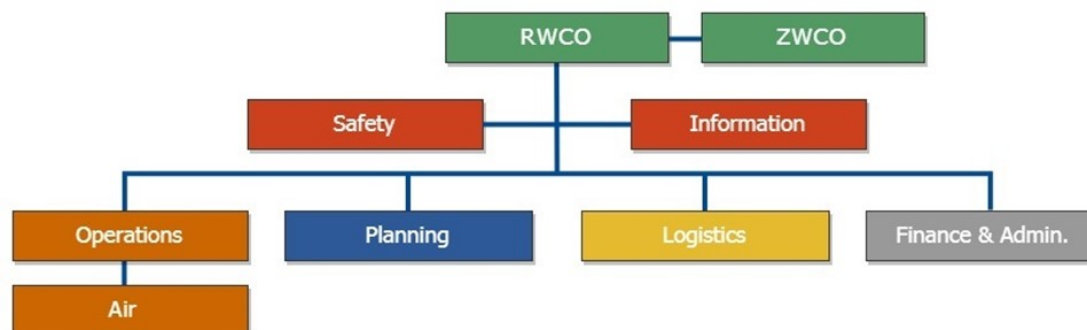 RWCO
ZWCO
Safety
Information
Operations
Planning
Logistics
Finance & Admin.
Air